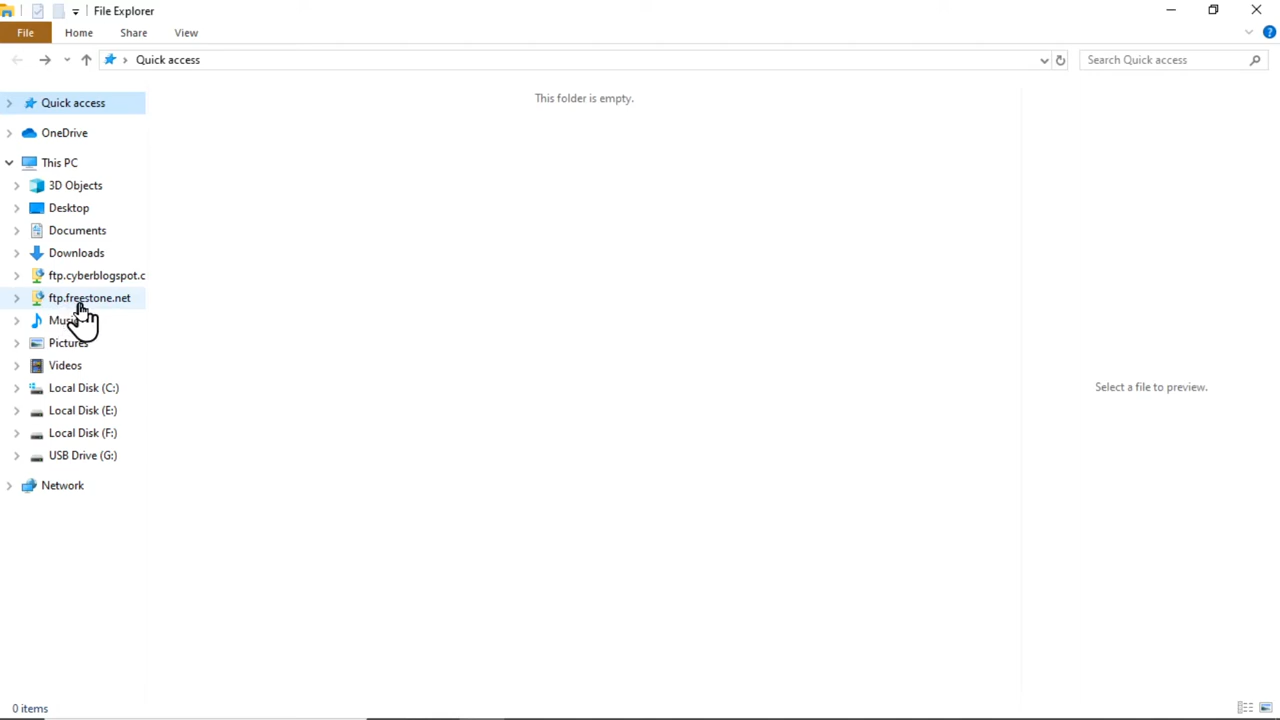 File Explorer
File Home Share View
Quick access
Search Quick access
This folder is empty.
Quick access
OneDrive
This PC
3D Objects
Desktop
Documents
Downloads
ftp.cyberblogspot.c
ftp.freestone.net
Pictures
Videos
Local Disk (C:)
Local Disk (E:)
Local Disk (F:)
USB Drive (G:)
Network
Select a file to preview.
0 items